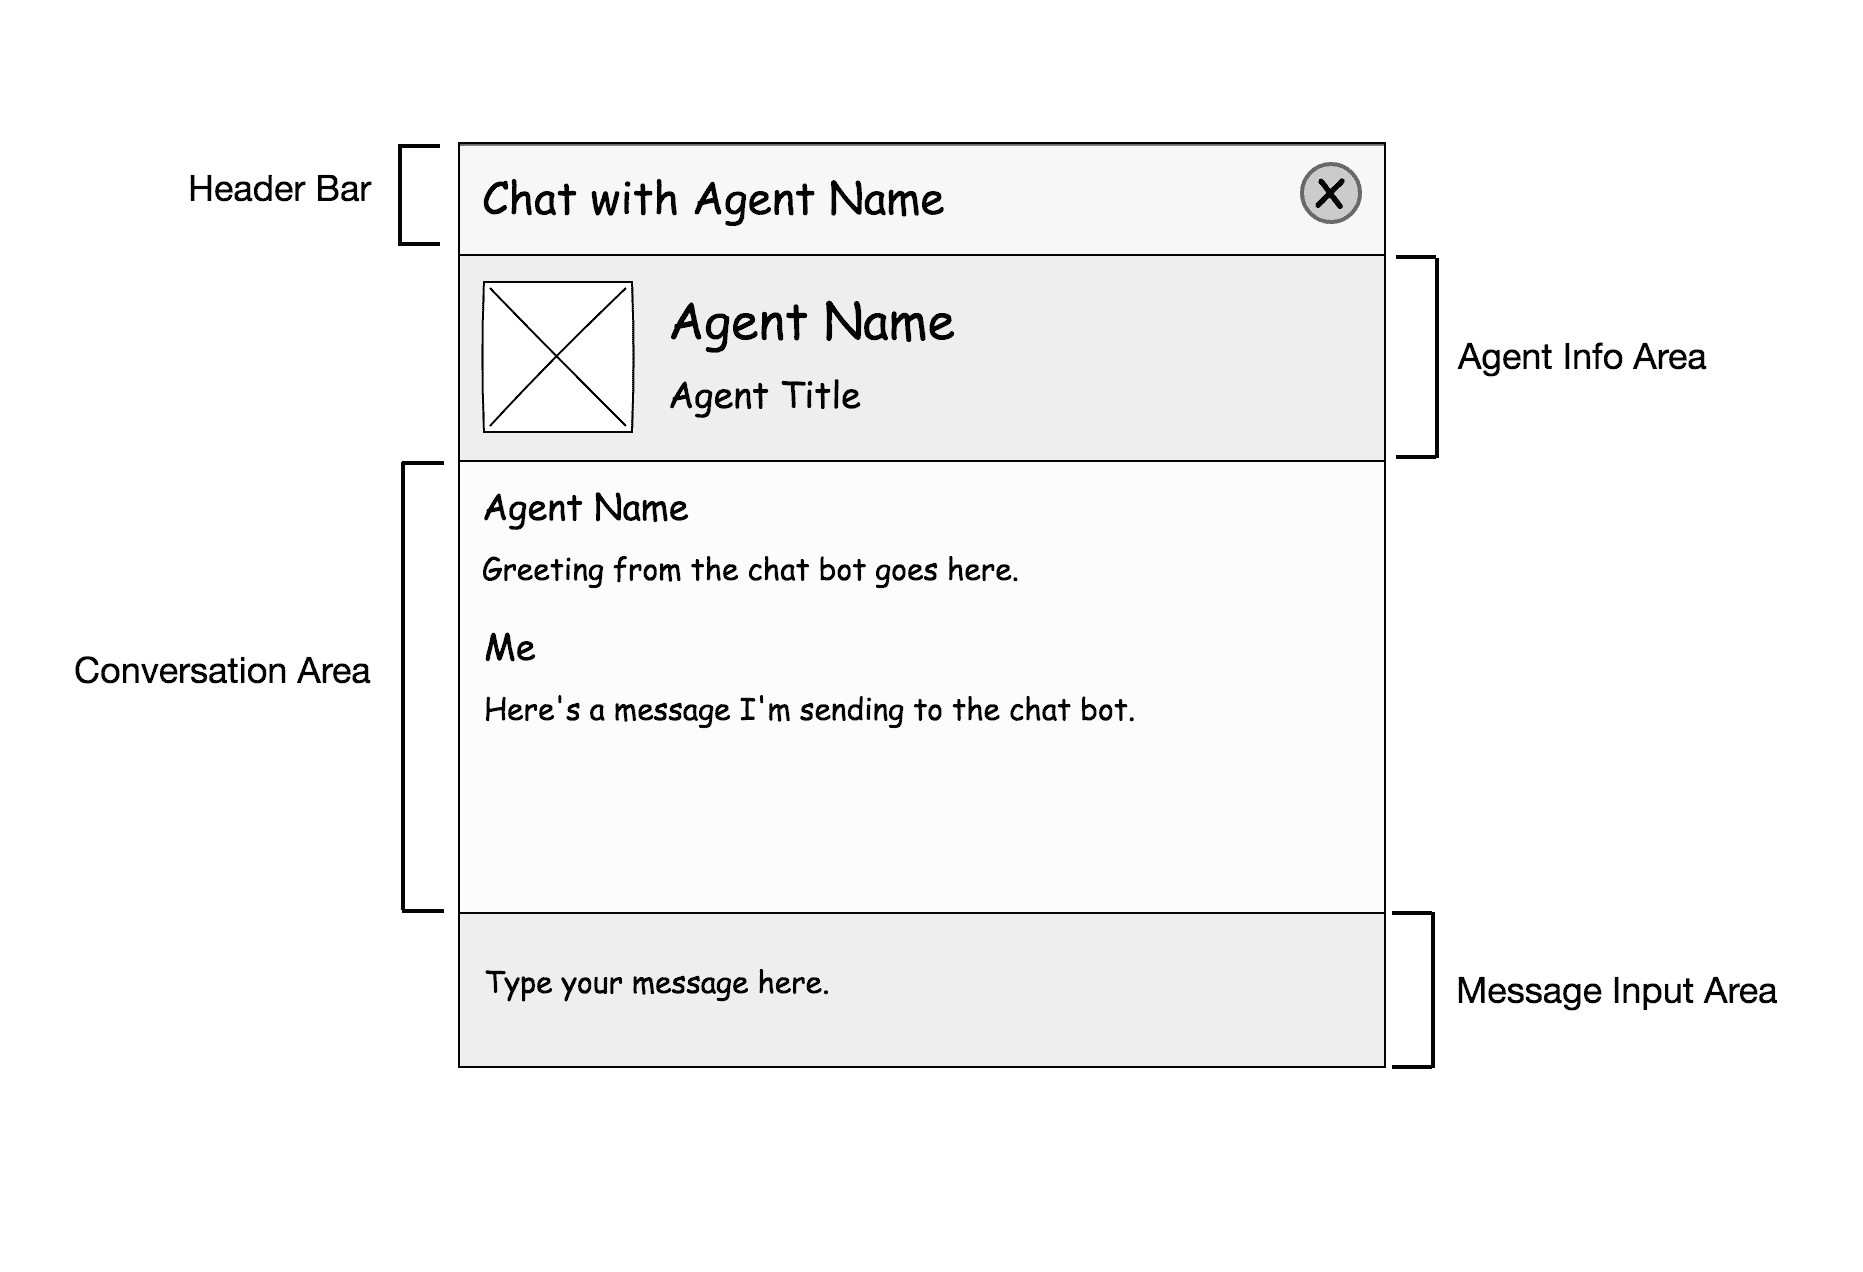 Header Bar
Chat with Agent Name
X
Agent Name
Agent Title
Agent Info Area
Agent Name
Greeting from the chat bot goes here.
Me
Conversation Area
Here's a message I'm sending to the chat bot.
Type your message here.
Message Input Area